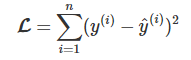 𝓛 = ∑_{i=1}^{n} (y^{(i)} − ŷ^{(i)})^2